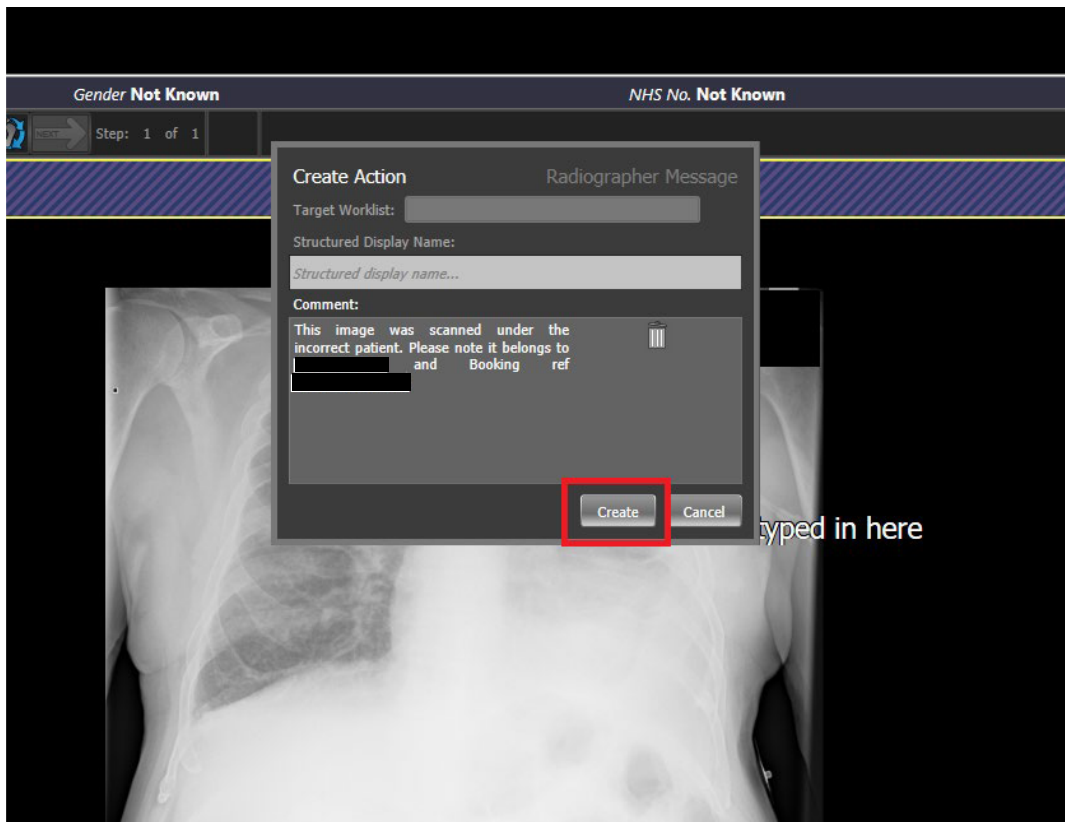 Gender Not Known
NHS No. Not Known
NEXT
Step: 1 of 1
Create Action
Radiographer Message
Target Worklist:
Structured Display Name:
Structured display name...
Comment:
This image was scanned under the
incorrect patient. Please note it belongs to
and Booking ref
Create
Cancel
typed in here